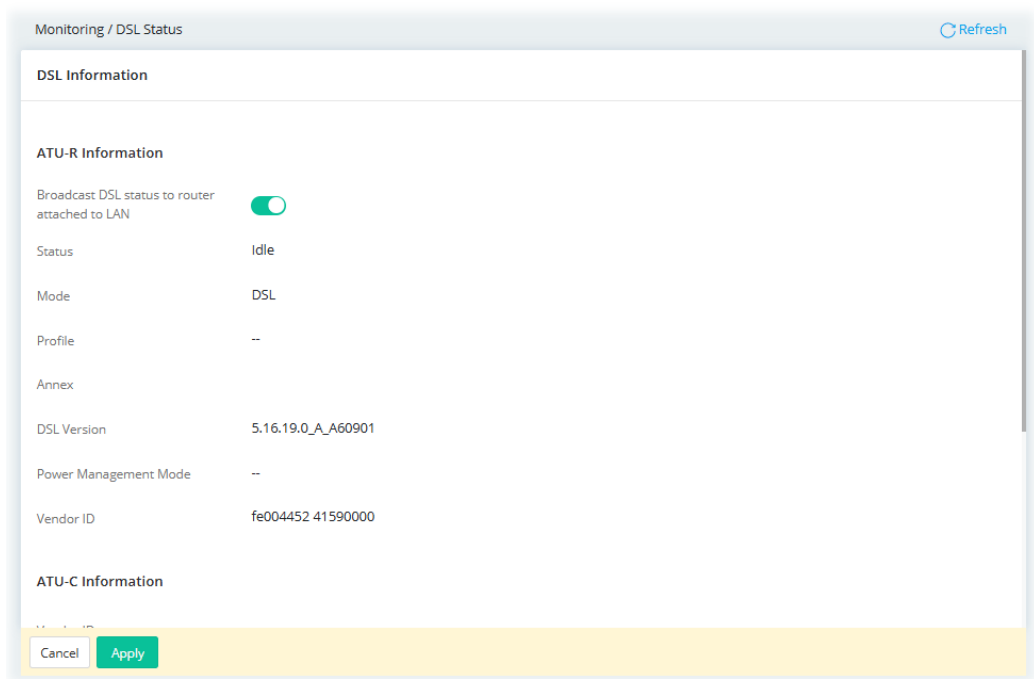 Monitoring / DSL Status
Refresh
DSL Information
ATU-R Information
Broadcast DSL status to router
attached to LAN
Status Idle
Mode DSL
Profile --
Annex
DSL Version 5.16.19.0_A_A60901
Power Management Mode --
Vendor ID fe004452 41590000
ATU-C Information
Cancel Apply